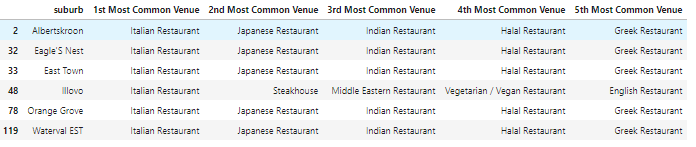 suburb 1st Most Common Venue 2nd Most Common Venue 3rd Most Common Venue 4th Most Common Venue 5th Most Common Venue
2 Albertskroon Italian Restaurant Japanese Restaurant Indian Restaurant Halal Restaurant Greek Restaurant
32 Eagle'S Nest Italian Restaurant Japanese Restaurant Indian Restaurant Halal Restaurant Greek Restaurant
33 East Town Italian Restaurant Japanese Restaurant Indian Restaurant Halal Restaurant Greek Restaurant
48 Illovo Italian Restaurant Steakhouse Middle Eastern Restaurant Vegetarian / Vegan Restaurant English Restaurant
78 Orange Grove Italian Restaurant Japanese Restaurant Indian Restaurant Halal Restaurant Greek Restaurant
119 Waterval EST Italian Restaurant Japanese Restaurant Indian Restaurant Halal Restaurant Greek Restaurant